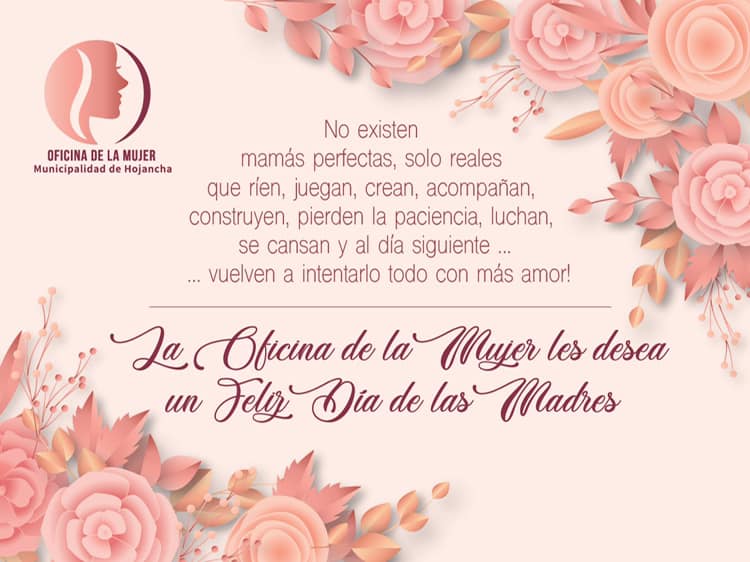 OFICINA DE LA MUJER
Municipalidad de Hojancha
No existen
mamás perfectas, solo reales
que ríen, juegan, crean, acompañan,
construyen, pierden la paciencia, luchan,
se cansan y al día siguiente ...
... vuelven a intentarlo todo con más amor!
La Oficina de la Mujer les desea
un Feliz Día de las Madres